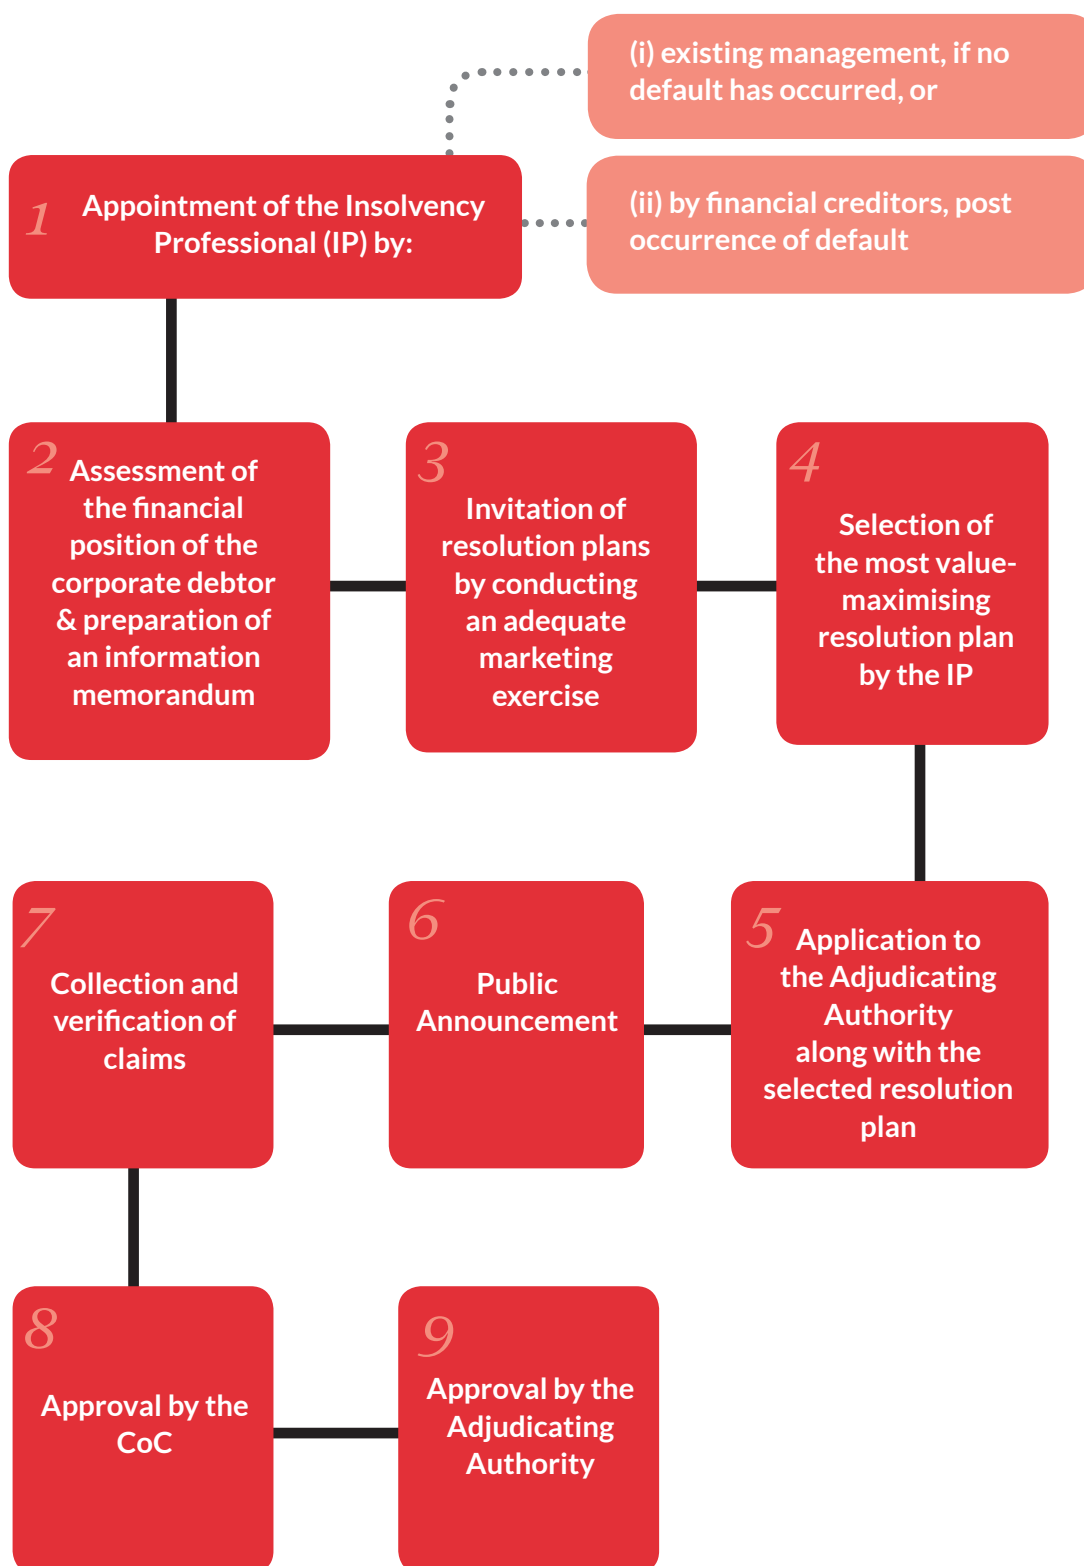 (i) existing management, if no
default has occurred, or
1
Appointment of the Insolvency
Professional (IP) by:
(ii) by financial creditors, post
occurrence of default
2
Assessment of
the financial
position of the
corporate debtor
& preparation of
an information
memorandum
3
Invitation of
resolution plans
by conducting
an adequate
marketing
exercise
4
Selection of
the most value-
maximising
resolution plan
by the IP
5
Application to
the Adjudicating
Authority
along with the
selected resolution
plan
6
Public
Announcement
7
Collection and
verification of
claims
8
Approval by the
CoC
9
Approval by the
Adjudicating
Authority